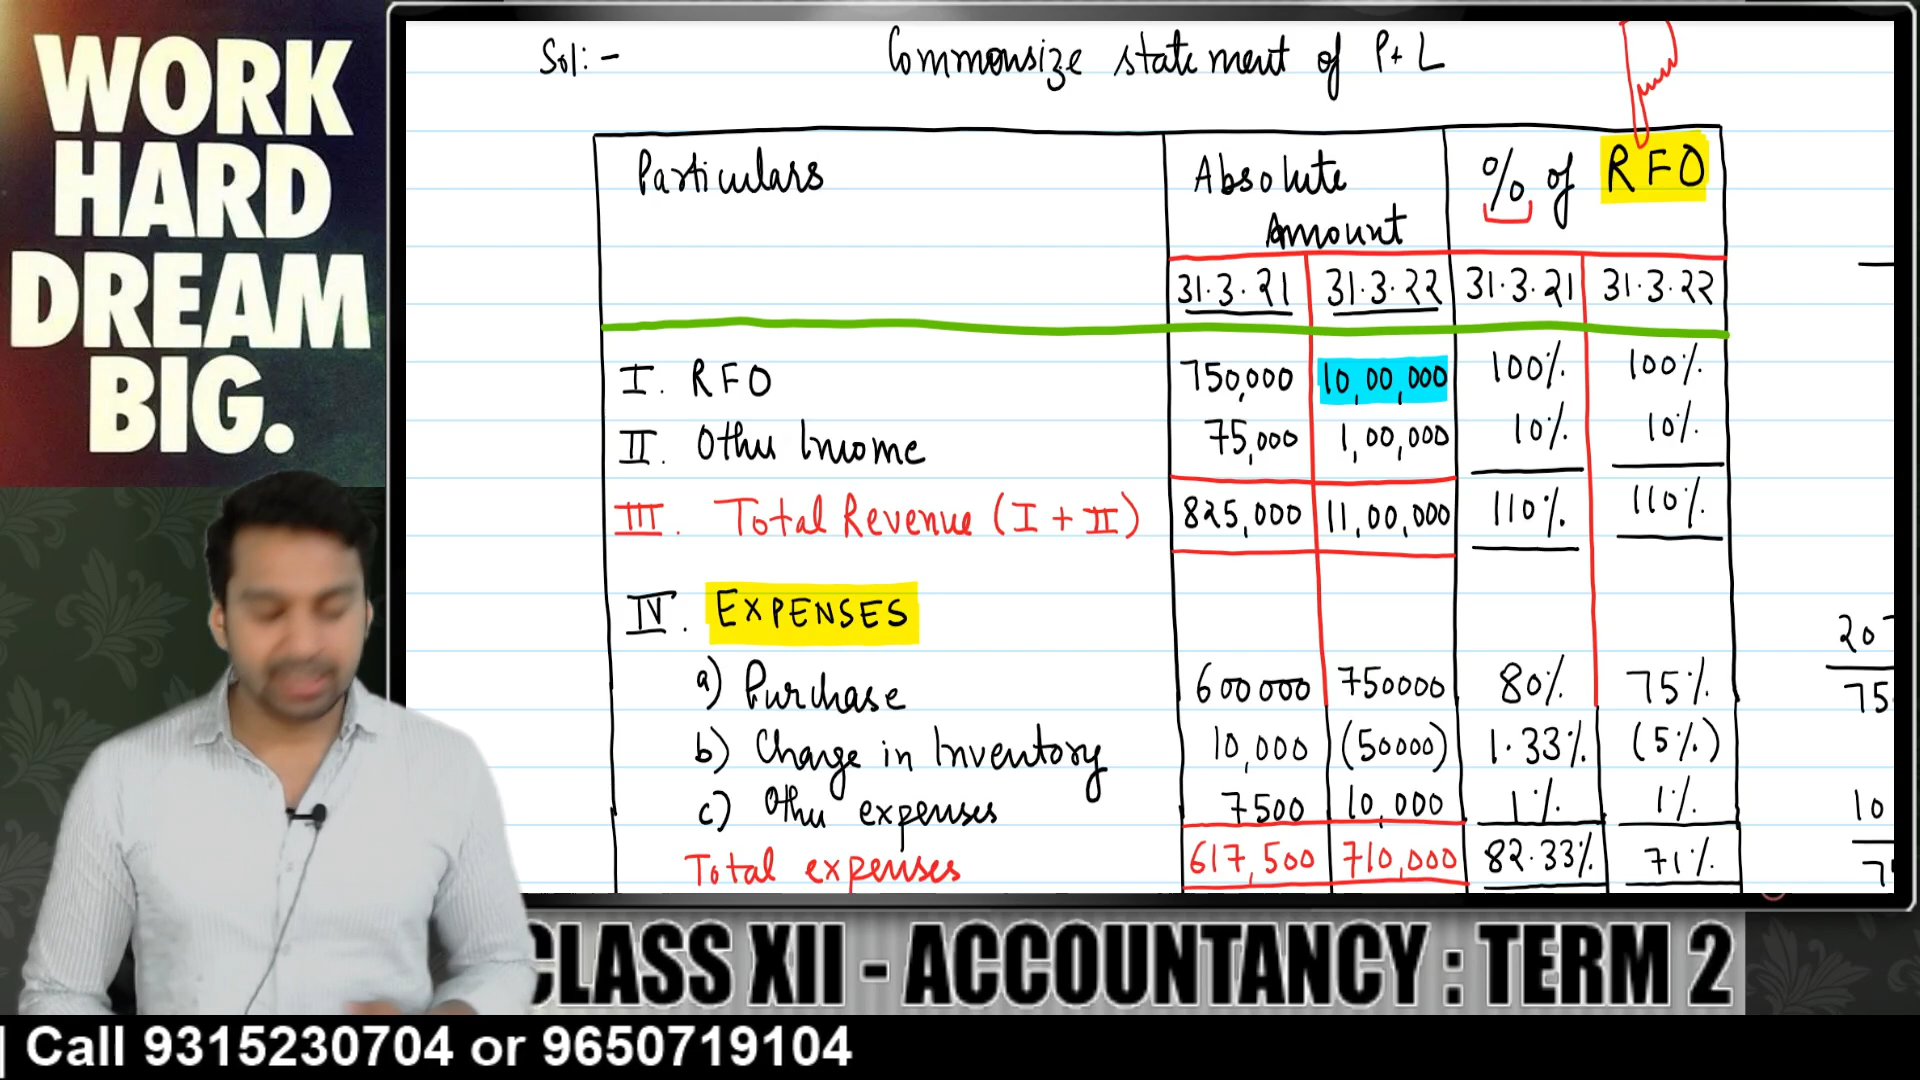 WORK
HARD
DREAM
BIG.
Sol:-
Commonsize statement of P+L
Particulars Absolute Amount % of RFO
31.3.21 31.3.22 31.3.21 31.3.22
I. RFO 750,000 10,00,000 100% 100%
II. Other Income 75,000 1,00,000 10% 10%
III. Total Revenue (I + II) 825,000 11,00,000 110% 110%
IV. EXPENSES
a) Purchase 600000 750000 80% 75%
b) Change in Inventory 10,000 (50000) 1.33% (5%)
c) Other expenses 7500 10,000 1% 1%
Total expenses 617,500 710,000 82.33% 71%
CLASS XII - ACCOUNTANCY : TERM 2
| Call 9315230704 or 9650719104